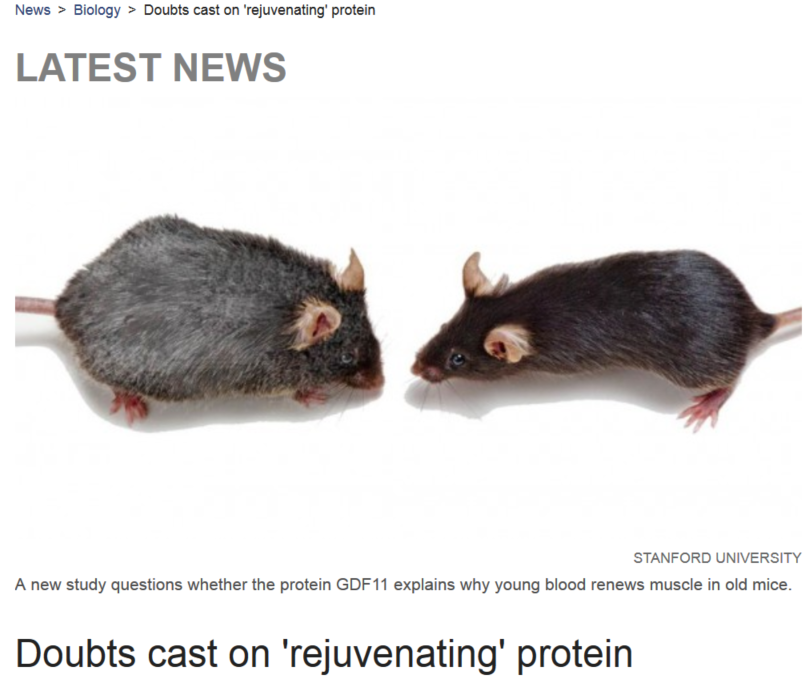 News > Biology > Doubts cast on 'rejuvenating' protein
LATEST NEWS
STANFORD UNIVERSITY
A new study questions whether the protein GDF11 explains why young blood renews muscle in old mice.
Doubts cast on 'rejuvenating' protein